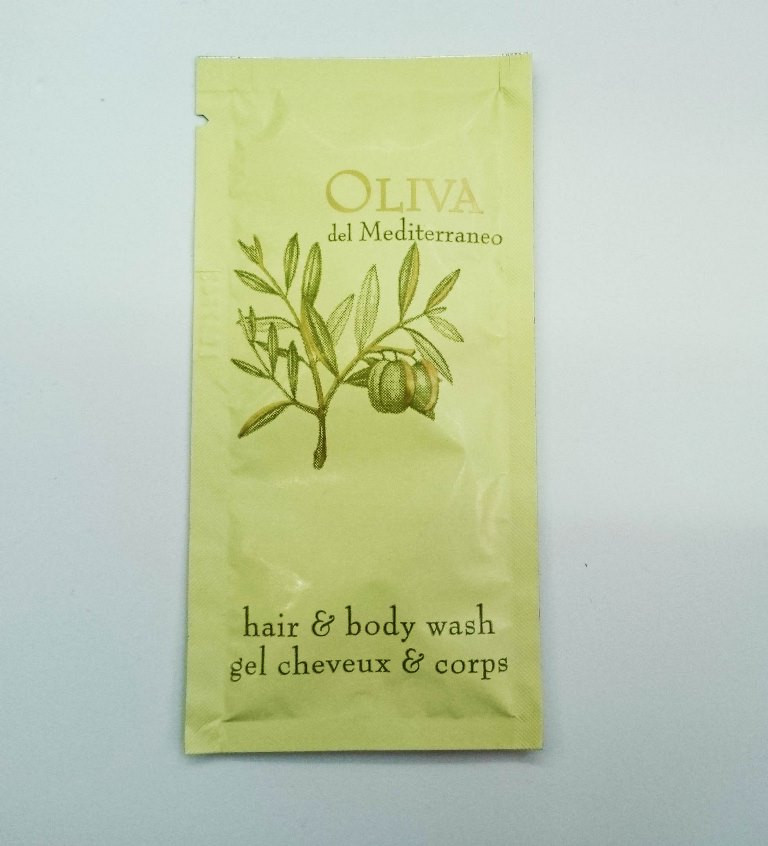 OLIVA
del Mediterraneo
hair & body wash
gel cheveux & corps